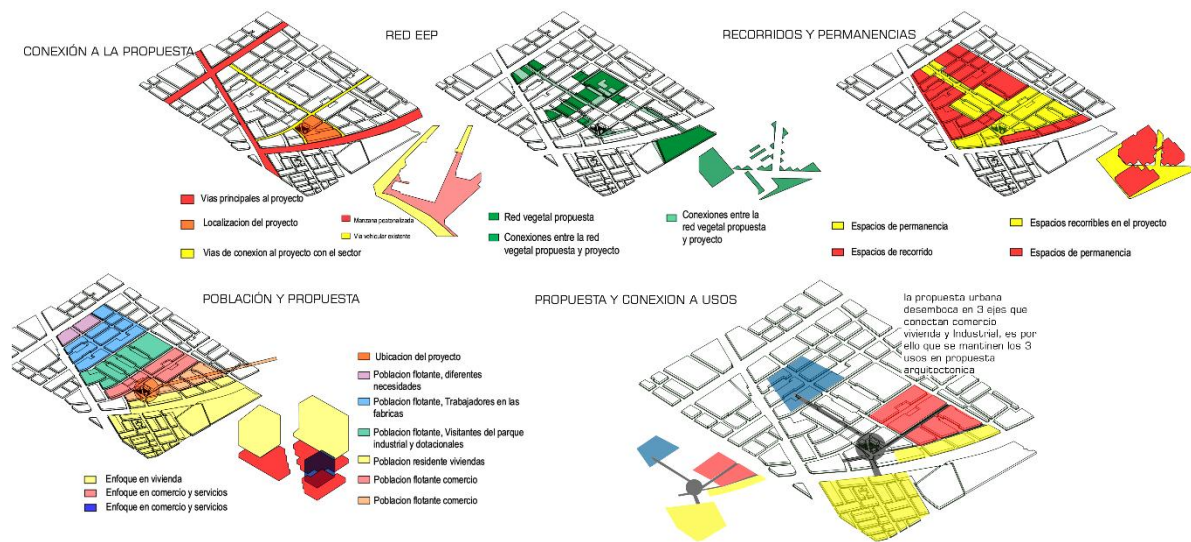 CONEXIÓN A LA PROPUESTA
RED EEP
RECORRIDOS Y PERMANENCIAS
Vias principales al proyecto
Localizacion del proyecto
Vias de conexion al proyecto con el sector
Manzana peatonalizada
Via vehicular existente
Red vegetal propuesta
Conexiones entre la
red vegetal propuesta y proyecto
Conexiones entre la
red vegetal propuesta
y proyecto
Espacios de permanencia
Espacios de recorrido
Espacios recorribles en el proyecto
Espacios de permanencia
POBLACIÓN Y PROPUESTA
Enfoque en vivienda
Enfoque en comercio y servicios
Enfoque en comercio y servicios
Ubicacion del proyecto
Poblacion flotante, diferentes
necesidades
Poblacion flotante, Trabajadores en las
fabricas
Poblacion flotante, Visitantes del parque
industrial y dotacionales
Poblacion residente viviendas
Poblacion flotante comercio
Poblacion flotante comercio
PROPUESTA Y CONEXION A USOS
la propuesta urbana
desemboca en 3 ejes que
conectan comercio
vivienda y Industrial, es por
ello que se mantinen los 3
usos en propuesta
arquitectonica